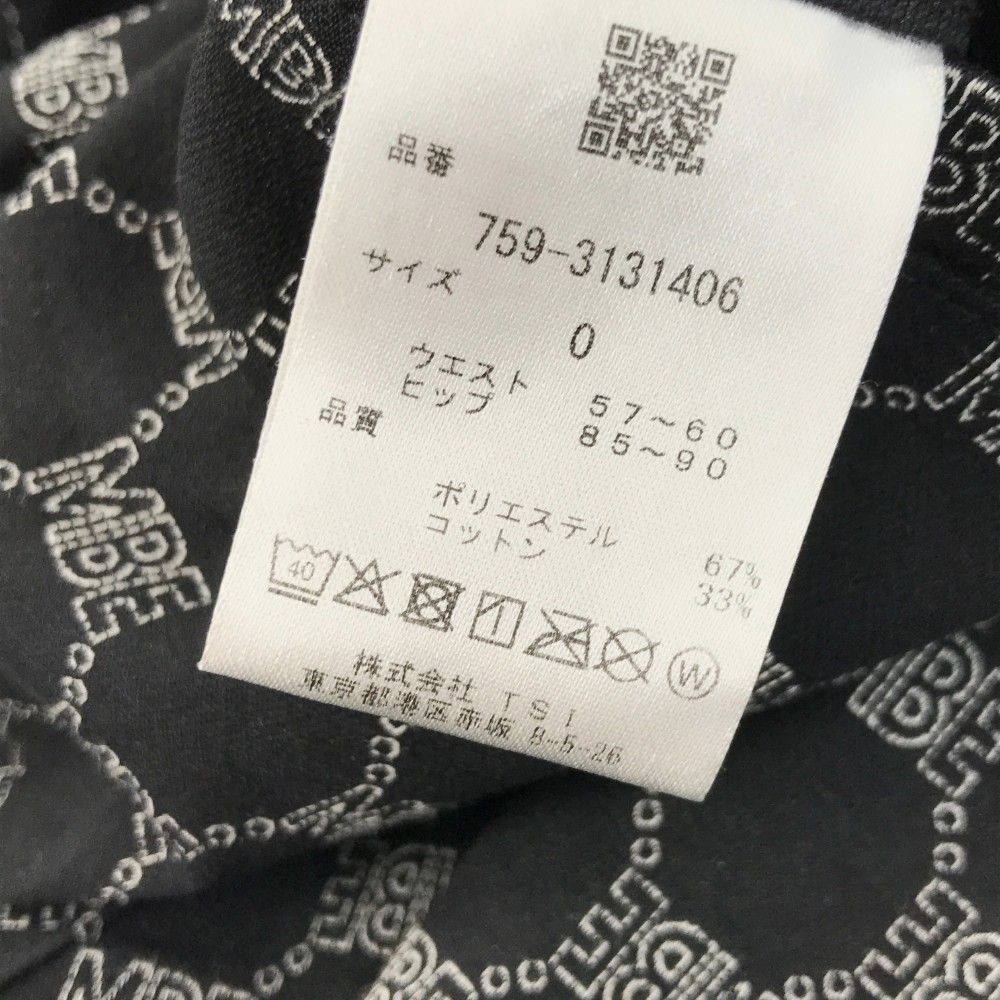 品番
759-3131406
サイズ
0
ウエスト 57~60
ヒップ 85~90
品質
ポリエステル 67%
コットン 33%
40
W
株式会社 TSI
東京都港区赤坂 8-5-26
MBE
MBE